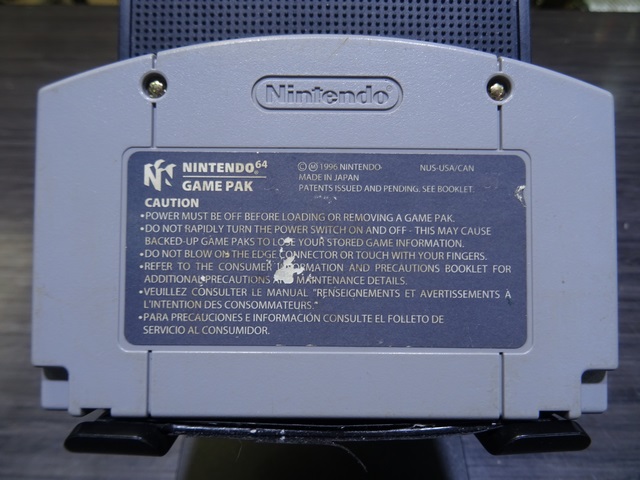 Nintendo
NINTENDO 64
GAME PAK
© Ⓜ 1996 NINTENDO NUS-USA/CAN
MADE IN JAPAN
PATENTS ISSUED AND PENDING. SEE BOOKLET.
CAUTION
•POWER MUST BE OFF BEFORE LOADING OR REMOVING A GAME PAK.
•DO NOT RAPIDLY TURN THE POWER SWITCH ON AND OFF - THIS MAY CAUSE
BACKED-UP GAME PAKS TO LOSE YOUR STORED GAME INFORMATION.
•DO NOT BLOW ON THE EDGE CONNECTOR OR TOUCH WITH YOUR FINGERS.
•REFER TO THE CONSUMER INFORMATION AND PRECAUTIONS BOOKLET FOR
ADDITIONAL PRECAUTIONS AND MAINTENANCE DETAILS.
•VEUILLEZ CONSULTER LE MANUAL "RENSEIGNEMENTS ET AVERTISSEMENTS À
L'INTENTION DES CONSOMMATEURS."
•PARA PRECAUCIONES E INFORMACIÓN CONSULTE EL FOLLETO DE
SERVICIO AL CONSUMIDOR.